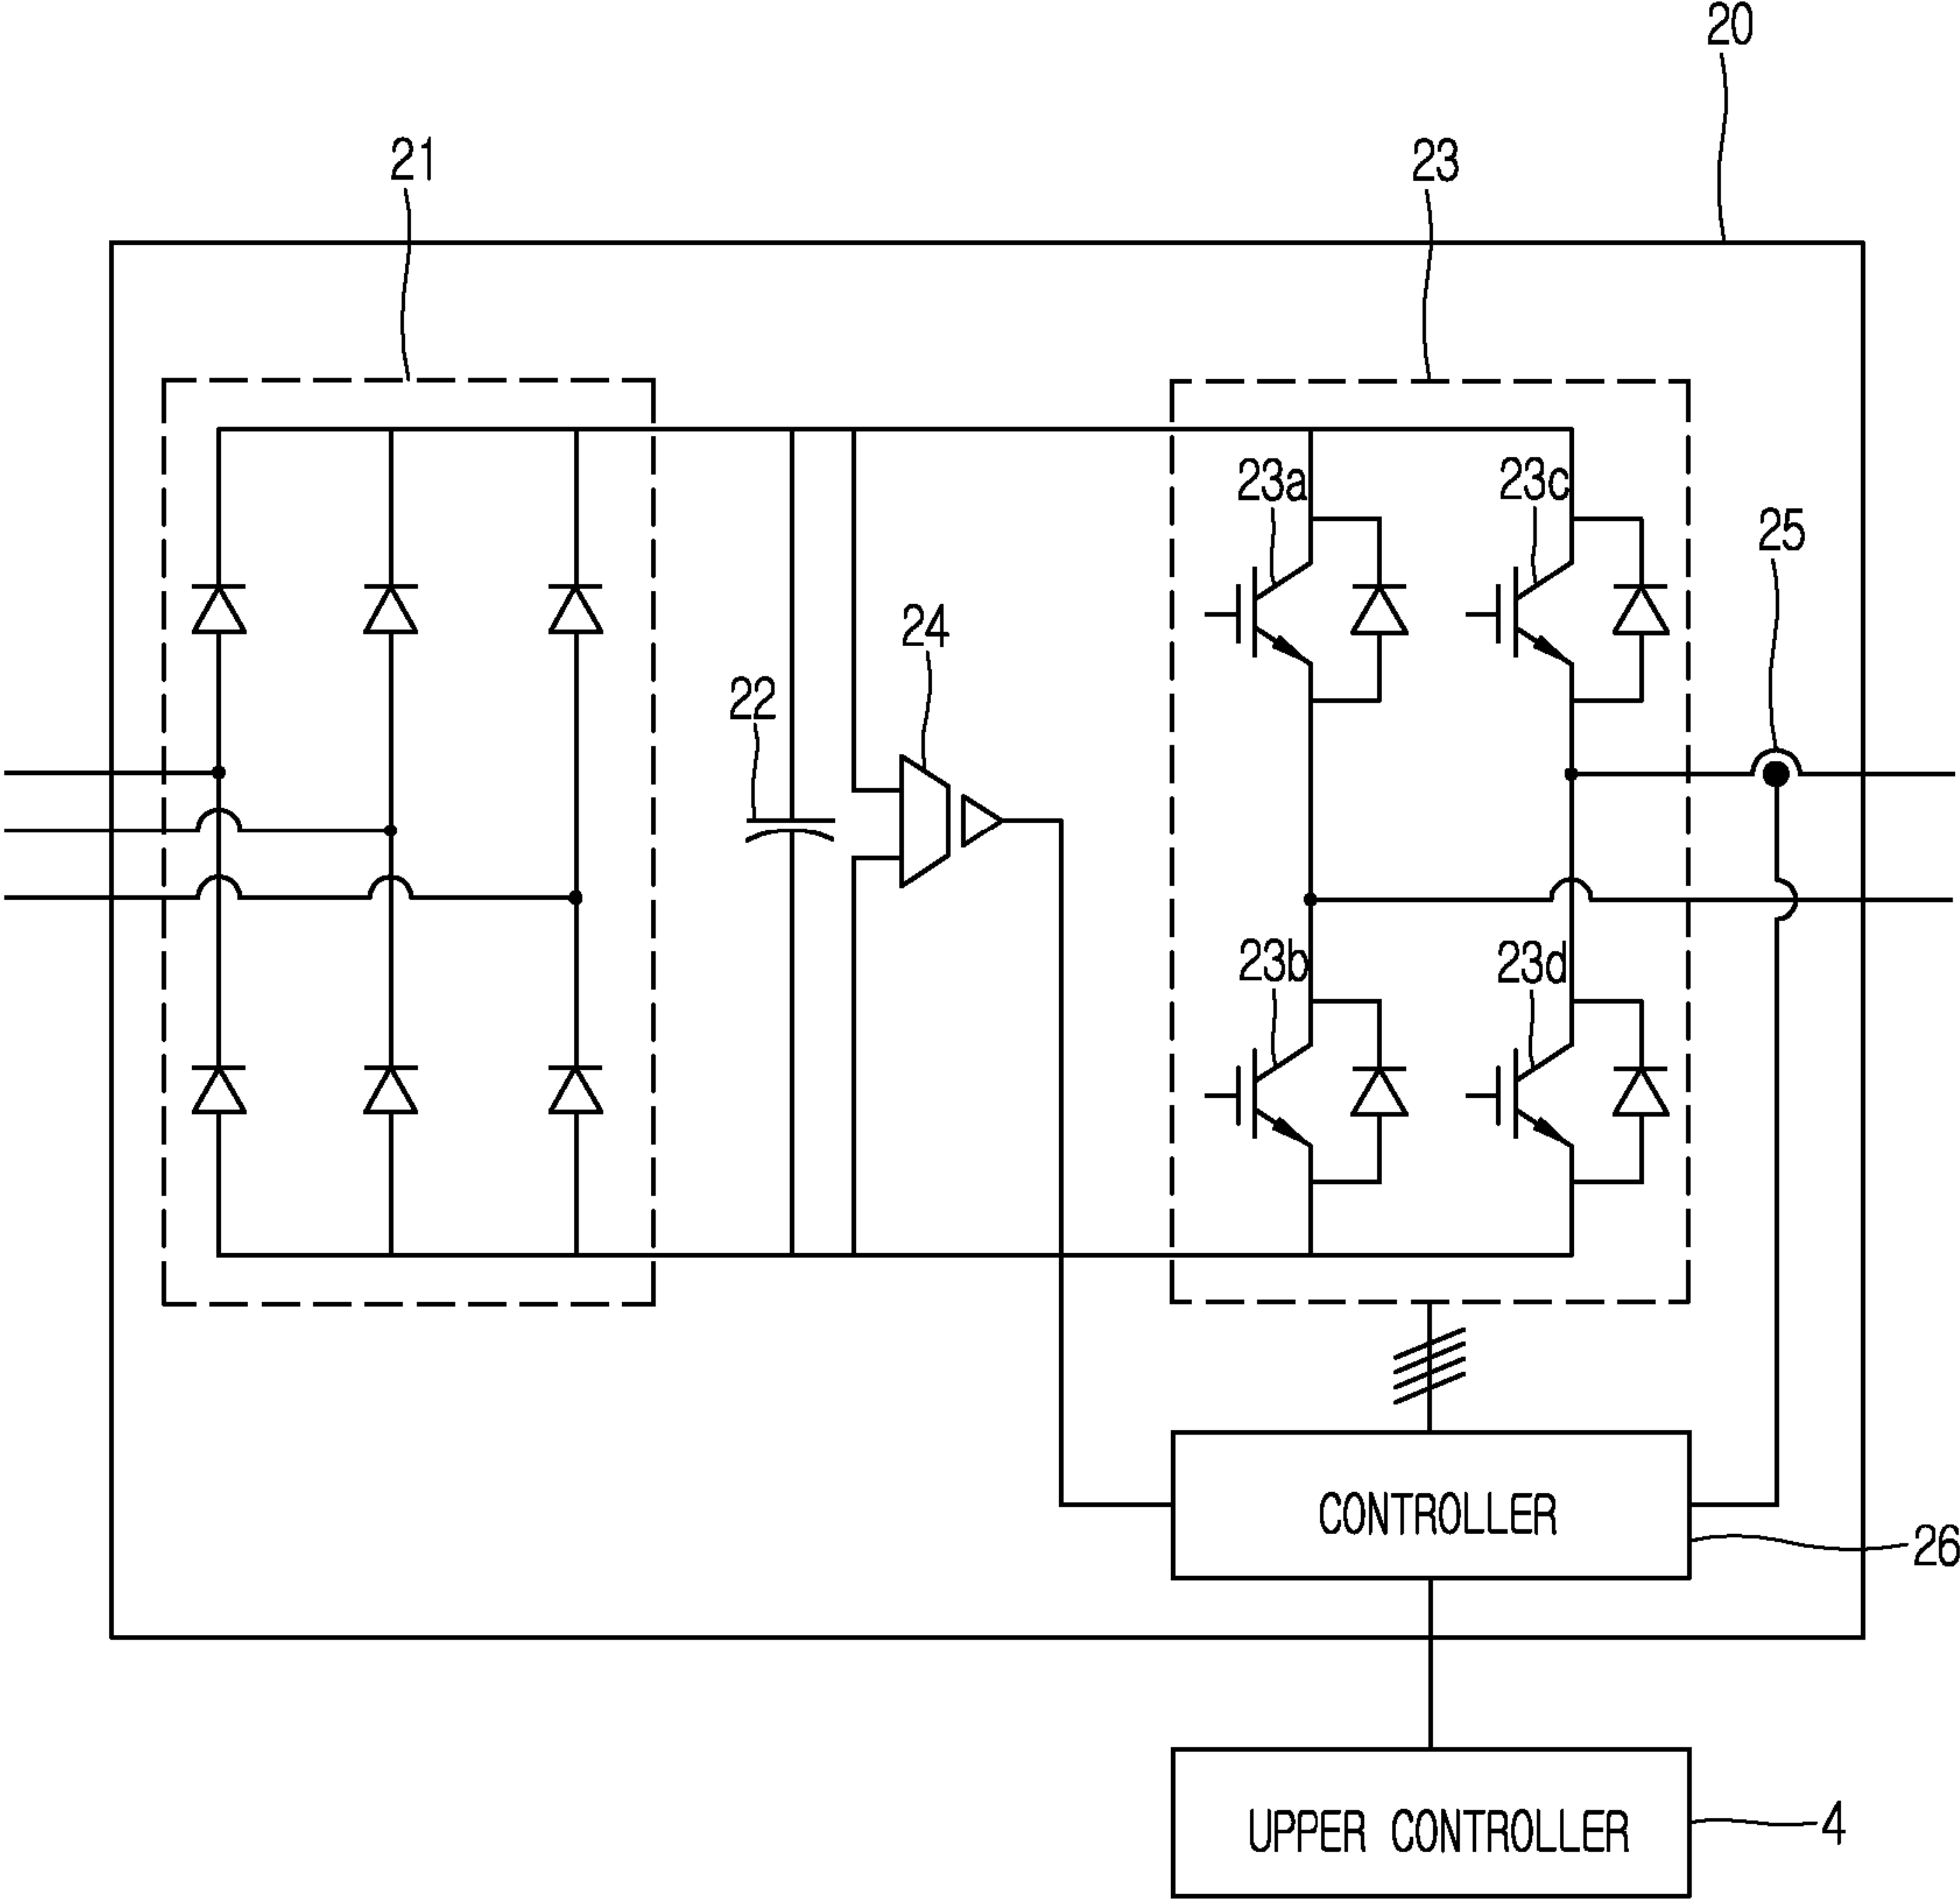 20
21
23
23a
23c
25
24
22
23b
23d
CONTROLLER
26
UPPER CONTROLLER
4